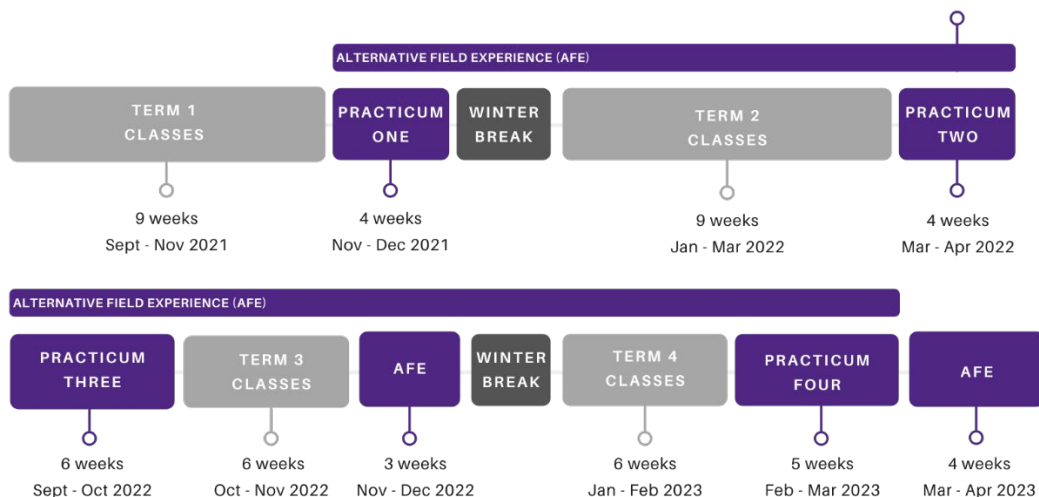 ALTERNATIVE FIELD EXPERIENCE (AFE)
TERM 1
CLASSES
PRACTICUM
ONE
WINTER
BREAK
TERM 2
CLASSES
PRACTICUM
TWO
9 weeks
Sept - Nov 2021
4 weeks
Nov - Dec 2021
9 weeks
Jan - Mar 2022
4 weeks
Mar - Apr 2022
ALTERNATIVE FIELD EXPERIENCE (AFE)
PRACTICUM
THREE
TERM 3
CLASSES
AFE
WINTER
BREAK
TERM 4
CLASSES
PRACTICUM
FOUR
AFE
6 weeks
Sept - Oct 2022
6 weeks
Oct - Nov 2022
3 weeks
Nov - Dec 2022
6 weeks
Jan - Feb 2023
5 weeks
Feb - Mar 2023
4 weeks
Mar - Apr 2023